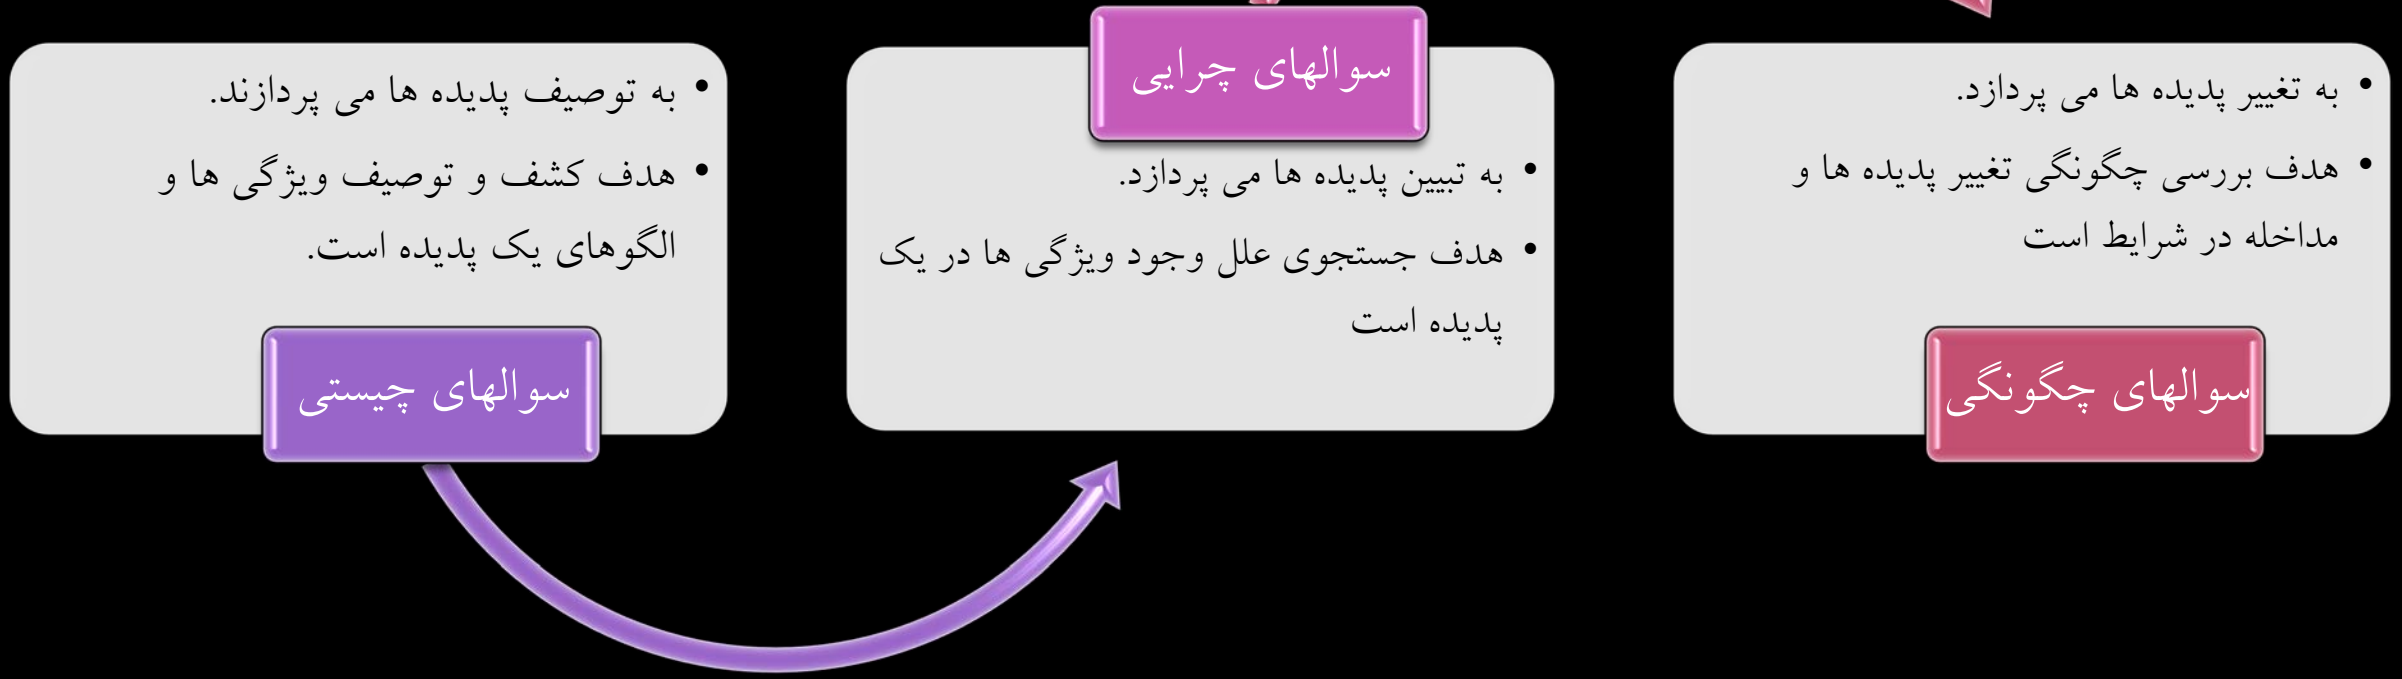 • به توصیف پدیده ها می پردازند.
• هدف کشف و توصیف ویژگی ها و
الگوهای یک پدیده است.
سوالهای چیستی
سوالهای چرایی
• به تبیین پدیده ها می پردازد.
• هدف جستجوی علل وجود ویژگی ها در یک
پدیده است
• به تغییر پدیده ها می پردازد.
• هدف بررسی چگونگی تغییر پدیده ها و
مداخله در شرایط است
سوالهای چگونگی